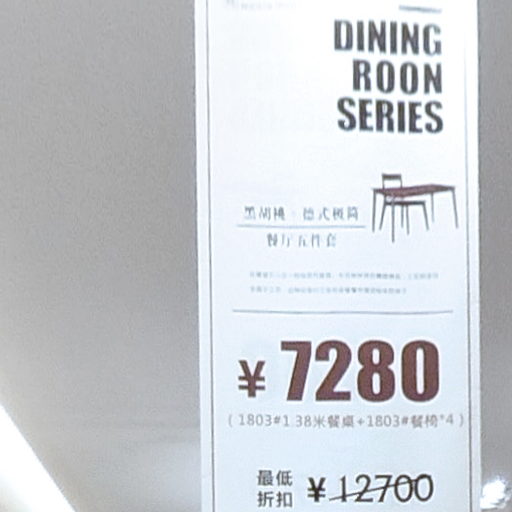 DINING
ROON
SERIES
黑胡桃·德式极简
餐厅五件套
¥ 7280
(1803#1.38米餐桌+1803#餐椅*4)
最低
折扣 ¥ 12700